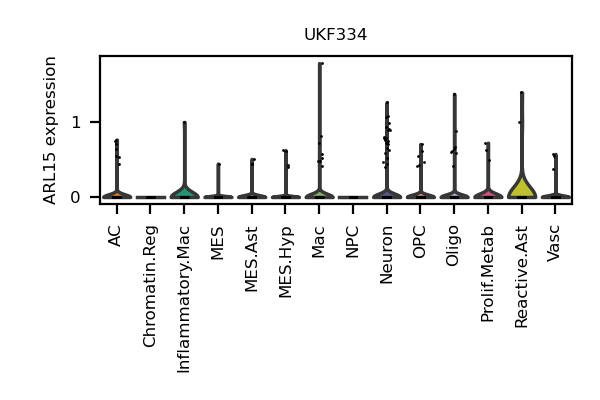 UKF334
ARL15 expression
1
0
AC
Chromatin.Reg
Inflammatory.Mac
MES
MES.Ast
MES.Hyp
Mac
NPC
Neuron
OPC
Oligo
Prolif.Metab
Reactive.Ast
Vasc